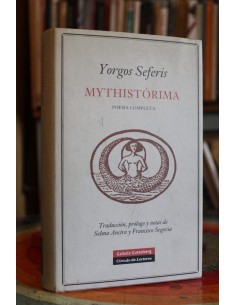 Yorgos Seferis
MYTHISTÓRIMA
POESÍA COMPLETA
Traducción, prólogo y notas de
Selma Ancira y Francisco Segovia
Galaxia Gutenberg
Círculo de Lectores